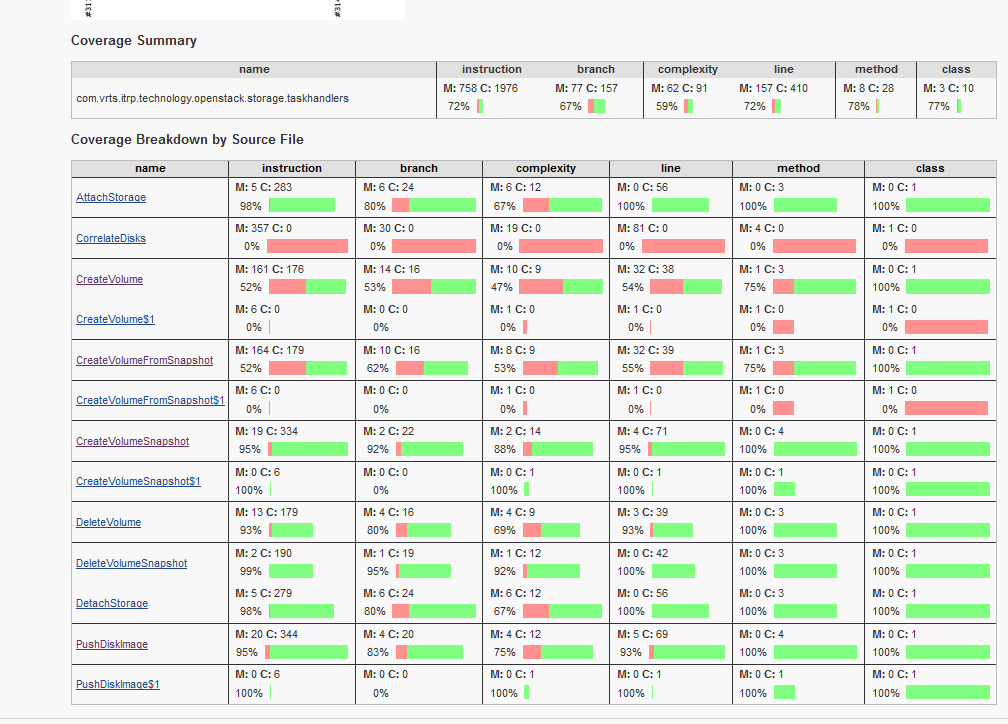 Coverage Summary
name instruction branch complexity line method class
com.vrts.itrp.technology.openstack.storage.taskhandlers M: 758 C: 1976 M: 77 C: 157 M: 62 C: 91 M: 157 C: 410 M: 8 C: 28 M: 3 C: 10
72% 67% 59% 72% 78% 77%
Coverage Breakdown by Source File
name instruction branch complexity line method class
AttachStorage M: 5 C: 283 M: 6 C: 24 M: 6 C: 12 M: 0 C: 56 M: 0 C: 3 M: 0 C: 1
98% 80% 67% 100% 100% 100%
CorrelateDisks M: 357 C: 0 M: 30 C: 0 M: 19 C: 0 M: 81 C: 0 M: 4 C: 0 M: 1 C: 0
0% 0% 0% 0% 0% 0%
CreateVolume M: 161 C: 176 M: 14 C: 16 M: 10 C: 9 M: 32 C: 38 M: 1 C: 3 M: 0 C: 1
52% 53% 47% 54% 75% 100%
CreateVolume$1 M: 6 C: 0 M: 0 C: 0 M: 1 C: 0 M: 1 C: 0 M: 1 C: 0 M: 1 C: 0
0% 0% 0% 0% 0% 0%
CreateVolumeFromSnapshot M: 164 C: 179 M: 10 C: 16 M: 8 C: 9 M: 32 C: 39 M: 1 C: 3 M: 0 C: 1
52% 62% 53% 55% 75% 100%
CreateVolumeFromSnapshot$1 M: 6 C: 0 M: 0 C: 0 M: 1 C: 0 M: 1 C: 0 M: 1 C: 0 M: 1 C: 0
0% 0% 0% 0% 0% 0%
CreateVolumeSnapshot M: 19 C: 334 M: 2 C: 22 M: 2 C: 14 M: 4 C: 71 M: 0 C: 4 M: 0 C: 1
95% 92% 88% 95% 100% 100%
CreateVolumeSnapshot$1 M: 0 C: 6 M: 0 C: 0 M: 0 C: 1 M: 0 C: 1 M: 0 C: 1 M: 0 C: 1
100% 0% 100% 100% 100% 100%
DeleteVolume M: 13 C: 179 M: 4 C: 16 M: 4 C: 9 M: 3 C: 39 M: 0 C: 3 M: 0 C: 1
93% 80% 69% 93% 100% 100%
DeleteVolumeSnapshot M: 2 C: 190 M: 1 C: 19 M: 1 C: 12 M: 0 C: 42 M: 0 C: 3 M: 0 C: 1
99% 95% 92% 100% 100% 100%
DetachStorage M: 5 C: 279 M: 6 C: 24 M: 6 C: 12 M: 0 C: 56 M: 0 C: 3 M: 0 C: 1
98% 80% 67% 100% 100% 100%
PushDiskImage M: 20 C: 344 M: 4 C: 20 M: 4 C: 12 M: 5 C: 69 M: 0 C: 4 M: 0 C: 1
95% 83% 75% 93% 100% 100%
PushDiskImage$1 M: 0 C: 6 M: 0 C: 0 M: 0 C: 1 M: 0 C: 1 M: 0 C: 1 M: 0 C: 1
100% 0% 100% 100% 100% 100%